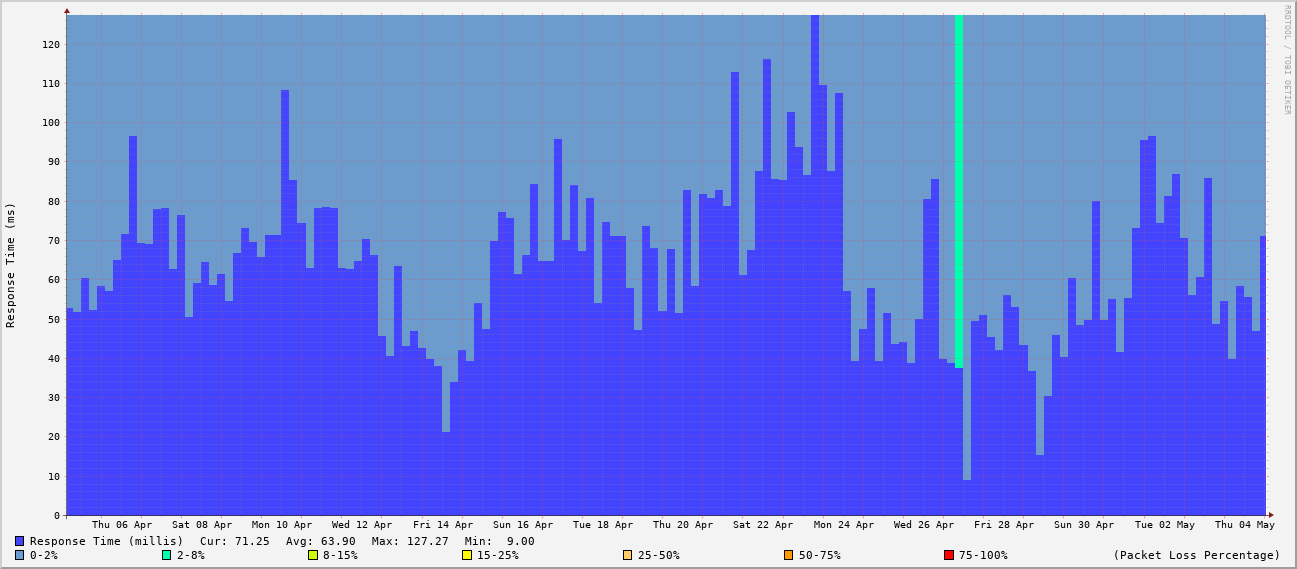 RRDTOOL / TOBI OETIKER
Response Time (ms)
120
110
100
90
80
70
60
50
40
30
20
10
0
Thu 06 Apr Sat 08 Apr Mon 10 Apr Wed 12 Apr Fri 14 Apr Sun 16 Apr Tue 18 Apr Thu 20 Apr Sat 22 Apr Mon 24 Apr Wed 26 Apr Fri 28 Apr Sun 30 Apr Tue 02 May Thu 04 May
Response Time (millis) Cur: 71.25 Avg: 63.90 Max: 127.27 Min: 9.00
0-2% 2-8% 8-15% 15-25% 25-50% 50-75% 75-100% (Packet Loss Percentage)